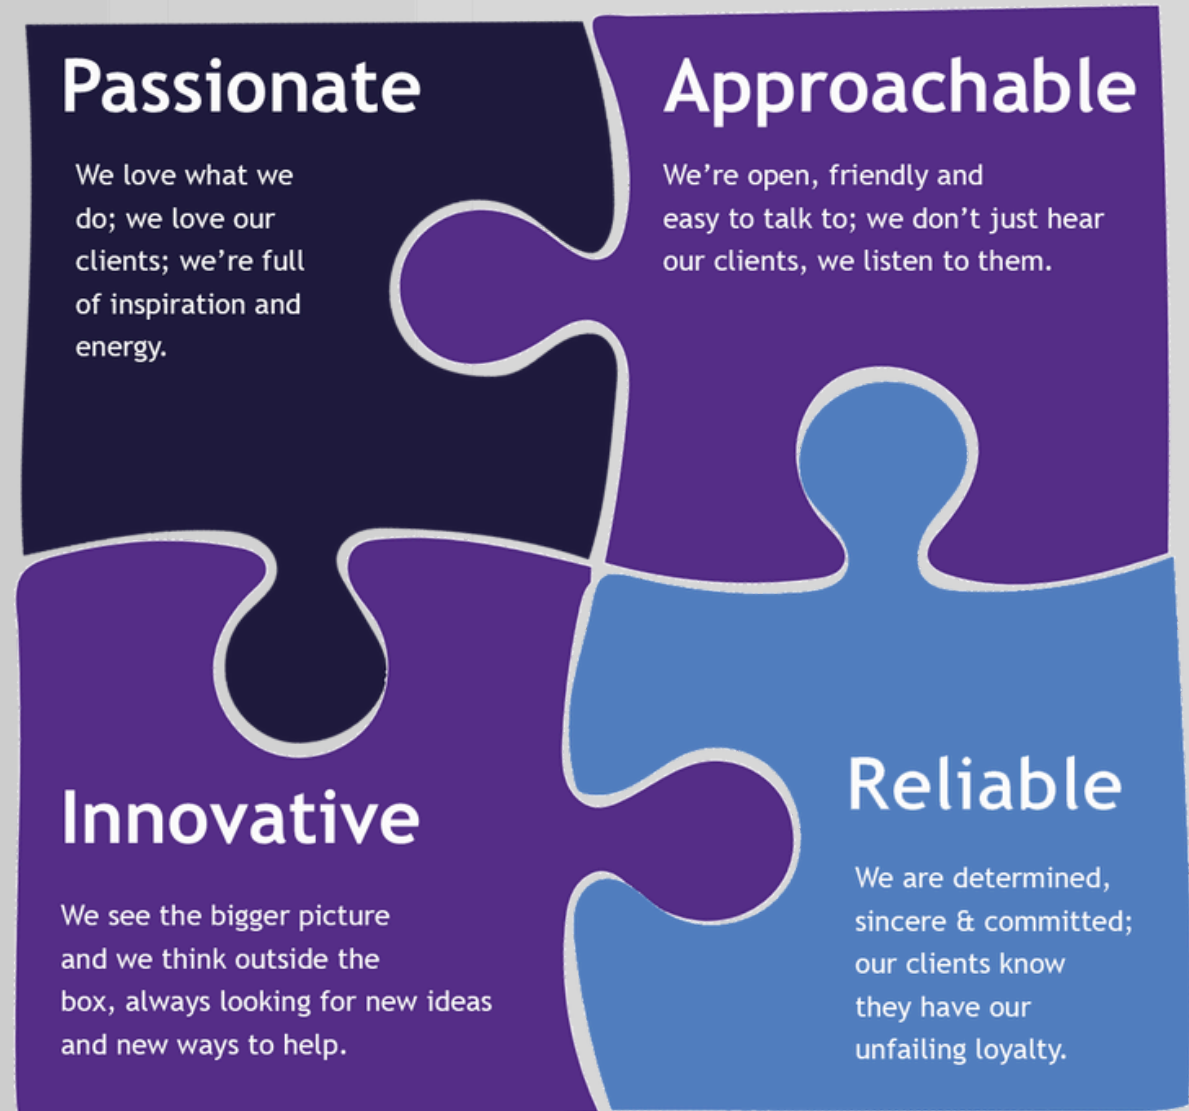 Passionate
We love what we
do; we love our
clients; we’re full
of inspiration and
energy.
Approachable
We’re open, friendly and
easy to talk to; we don’t just hear
our clients, we listen to them.
Innovative
We see the bigger picture
and we think outside the
box, always looking for new ideas
and new ways to help.
Reliable
We are determined,
sincere & committed;
our clients know
they have our
unfailing loyalty.